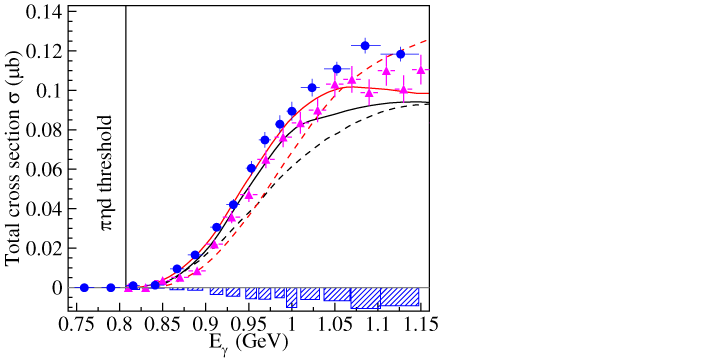 Total cross section σ (μb)
0.14
0.12
0.1
0.08
0.06
0.04
0.02
0
πηd threshold
0.75 0.8 0.85 0.9 0.95 1 1.05 1.1 1.15
E_γ (GeV)